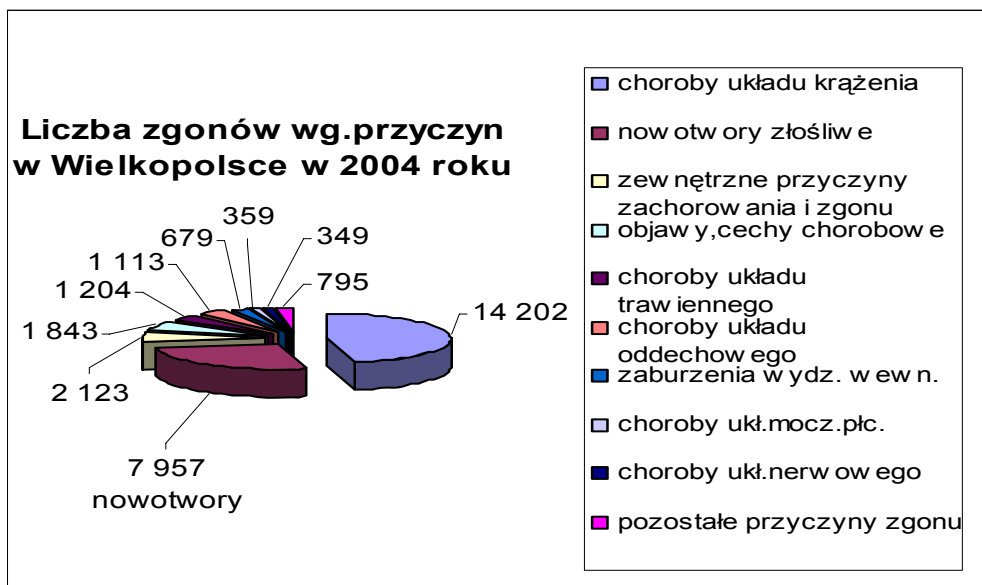 Liczba zgonów wg.przyczyn
w Wielkopolsce w 2004 roku
359
349
679
795
1 113
1 204
14 202
1 843
2 123
7 957
nowotwory
choroby układu krążenia
nowotwory złośliwe
zewnętrzne przyczyny
zachorowania i zgonu
objawy,cechy chorobowe
choroby układu
trawiennego
choroby układu
oddechowego
zaburzenia wydz. wewn.
choroby ukł.mocz.płc.
choroby ukł.nerwowego
pozostałe przyczyny zgonu